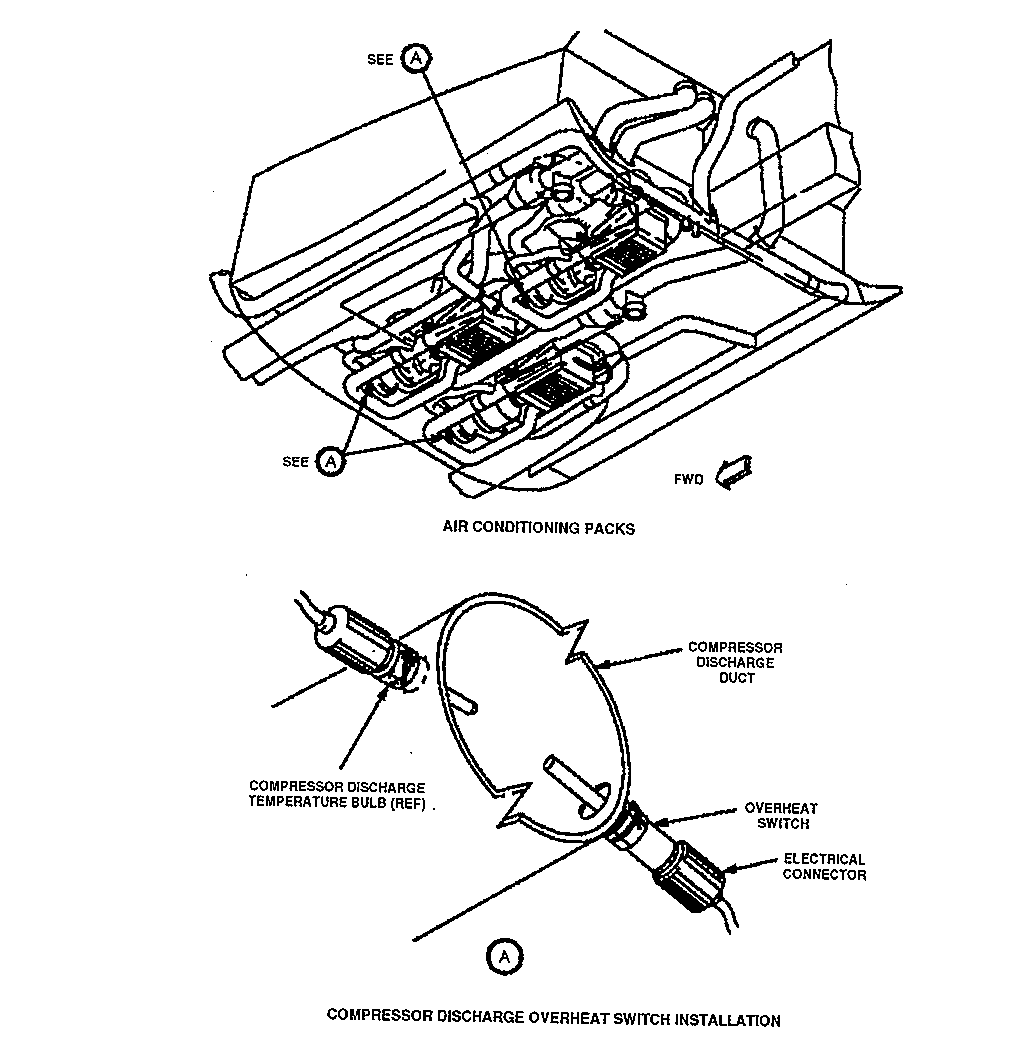 SEE A
SEE A
FWD
AIR CONDITIONING PACKS
COMPRESSOR
DISCHARGE
DUCT
COMPRESSOR DISCHARGE
TEMPERATURE BULB (REF)
OVERHEAT
SWITCH
ELECTRICAL
CONNECTOR
A
COMPRESSOR DISCHARGE OVERHEAT SWITCH INSTALLATION